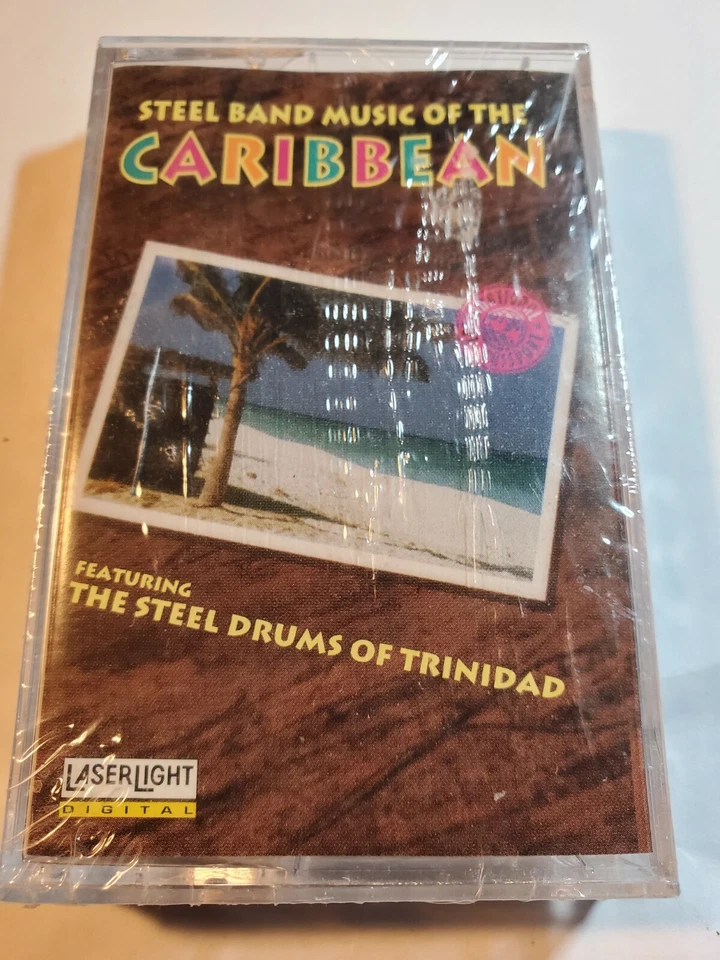 STEEL BAND MUSIC OF THE
CARIBBEAN
FEATURING
THE STEEL DRUMS OF TRINIDAD
LASERLIGHT
DIGITAL